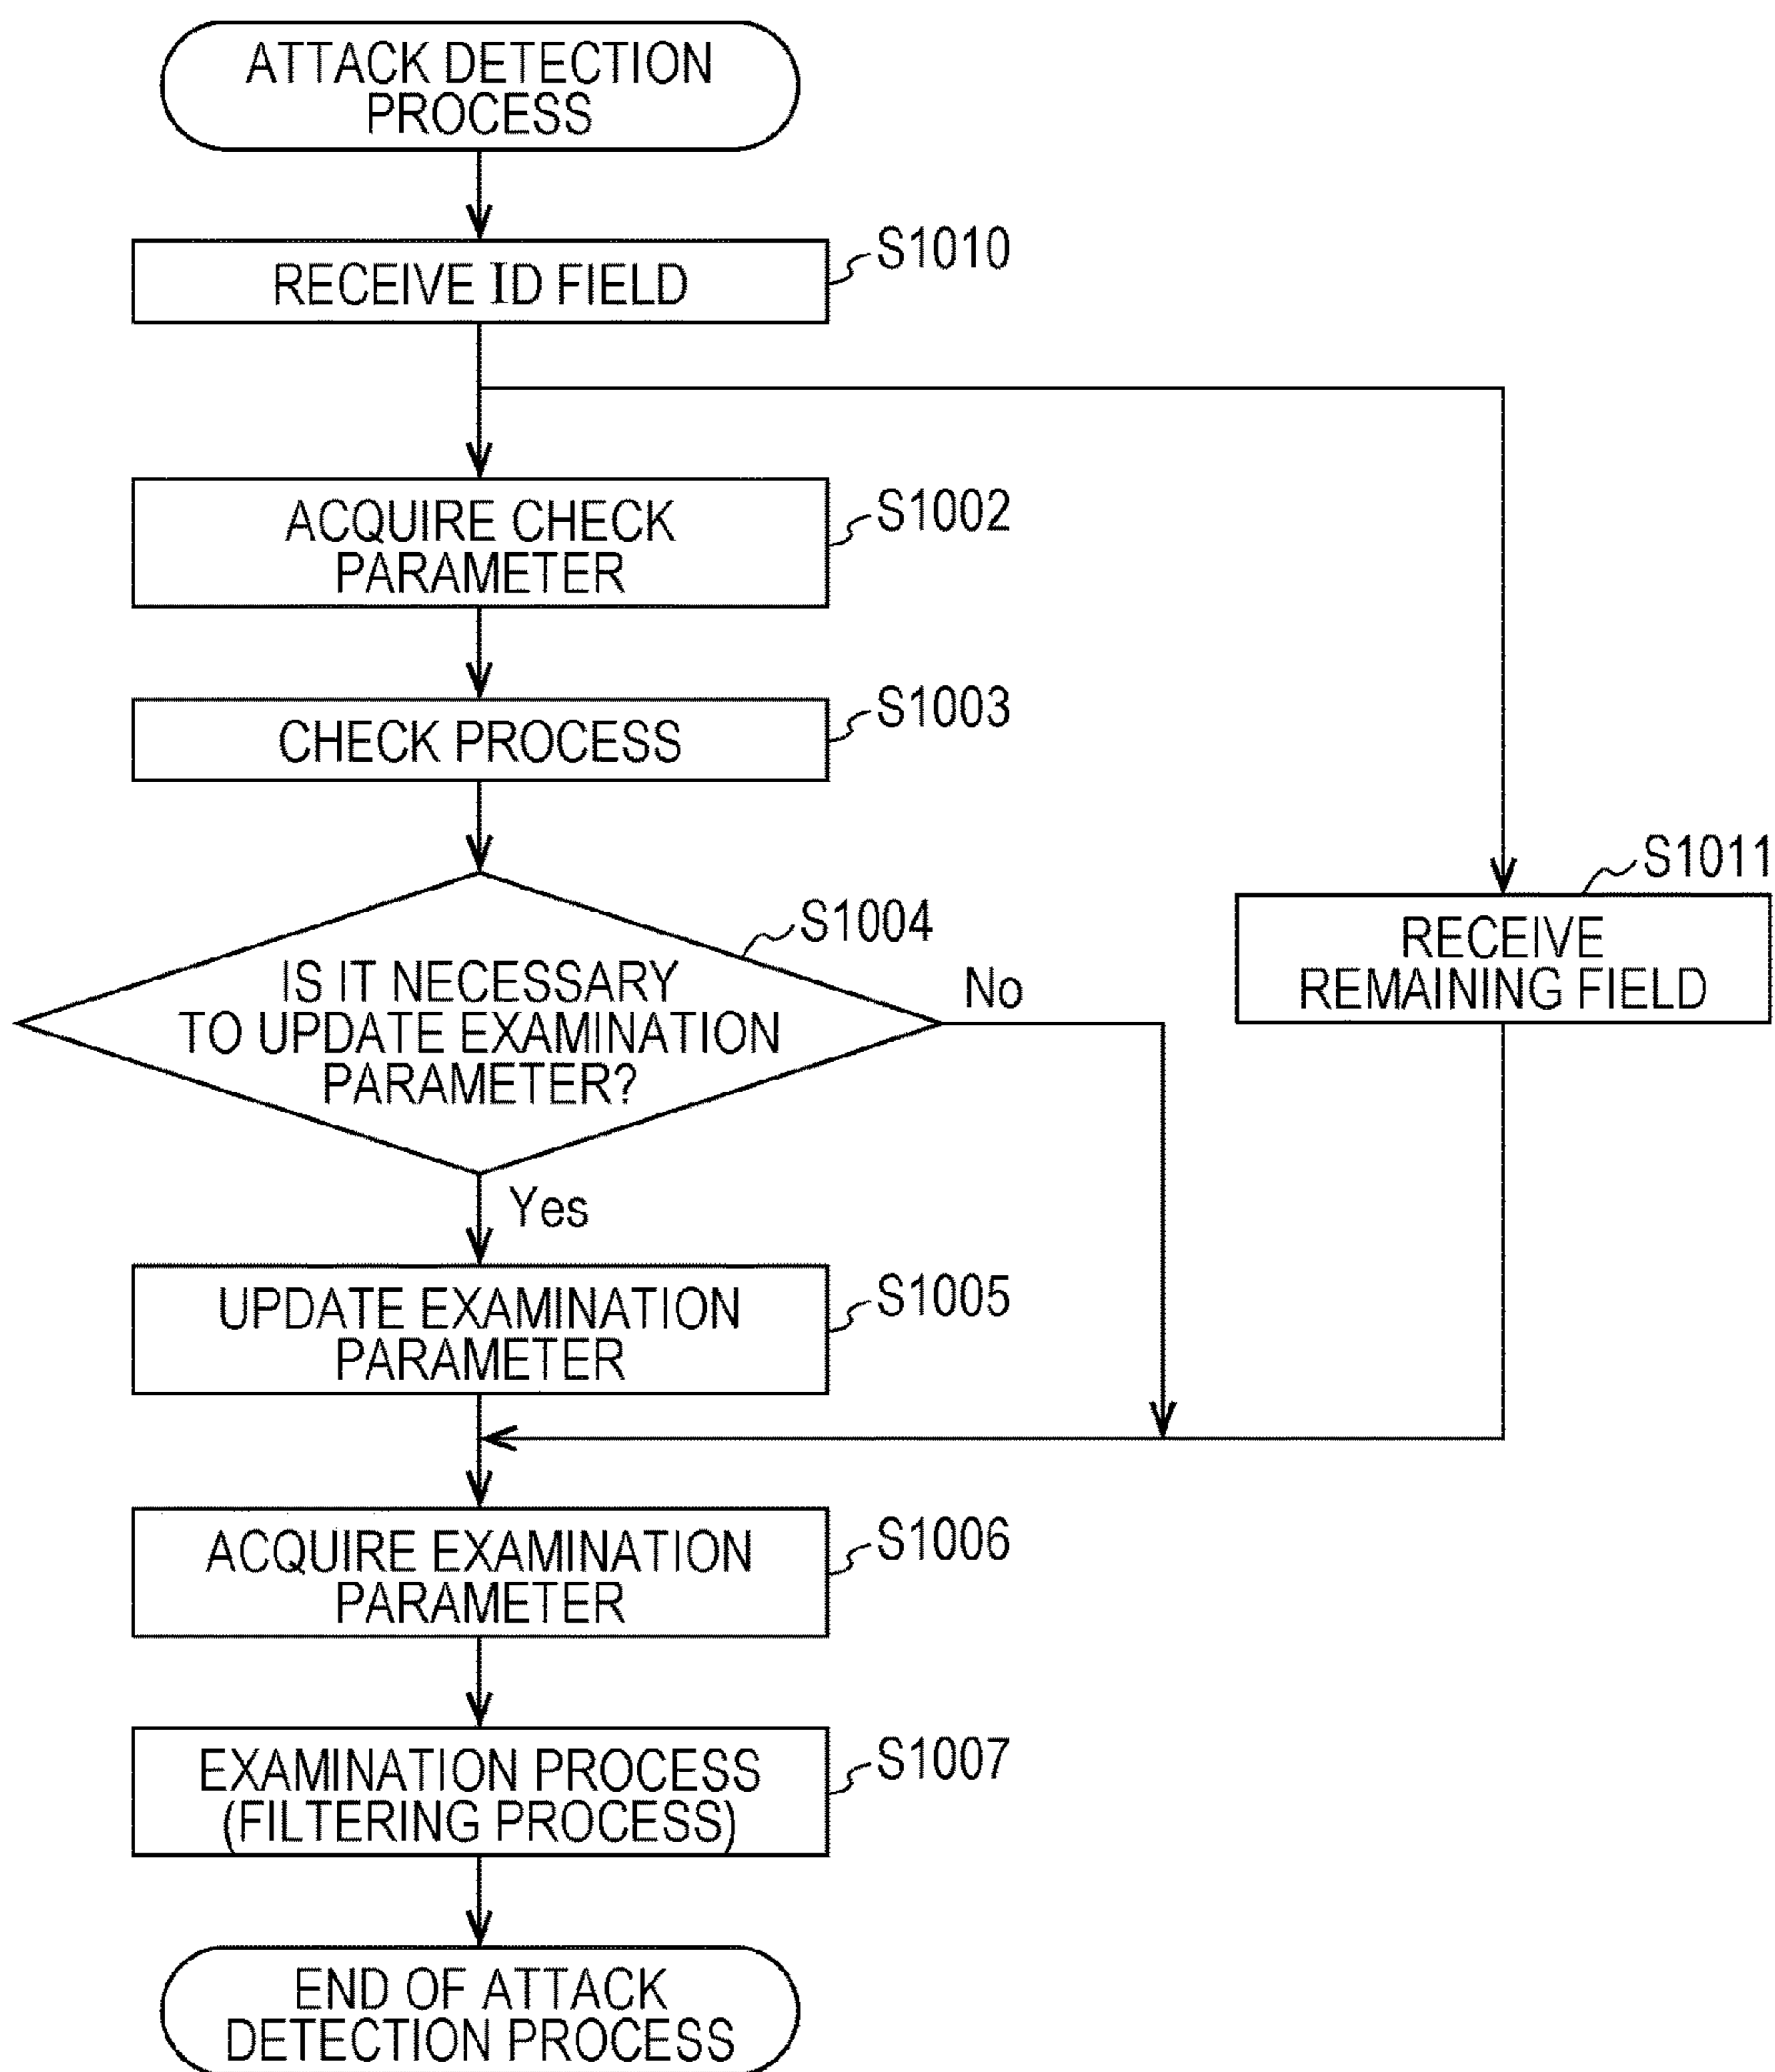 ATTACK DETECTION
PROCESS
RECEIVE ID FIELD
S1010
ACQUIRE CHECK
PARAMETER
S1002
CHECK PROCESS
S1003
IS IT NECESSARY
TO UPDATE EXAMINATION
PARAMETER?
S1004
No
Yes
RECEIVE
REMAINING FIELD
S1011
UPDATE EXAMINATION
PARAMETER
S1005
ACQUIRE EXAMINATION
PARAMETER
S1006
EXAMINATION PROCESS
(FILTERING PROCESS)
S1007
END OF ATTACK
DETECTION PROCESS